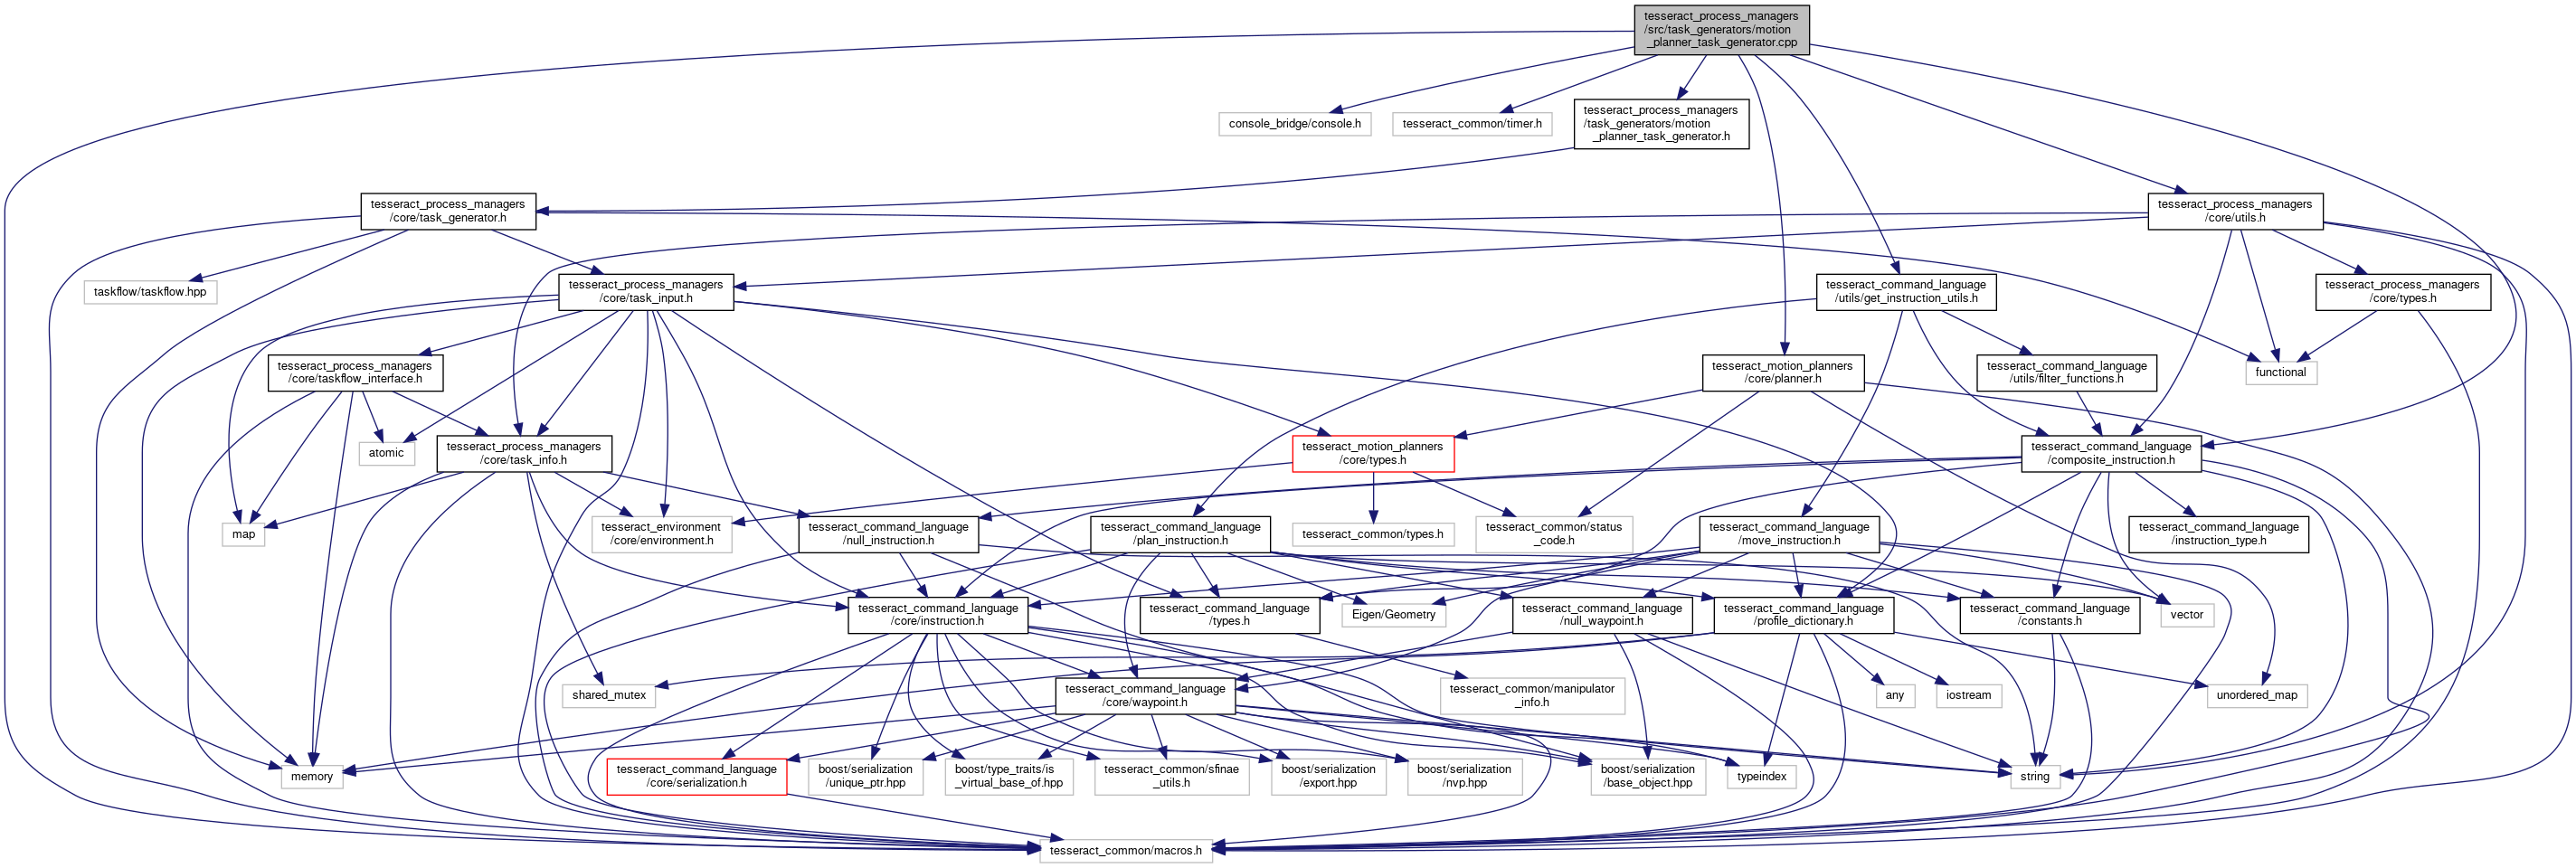 tesseract_process_managers
/src/task_generators/motion
_planner_task_generator.cpp
console_bridge/console.h
tesseract_common/timer.h
tesseract_process_managers
/task_generators/motion
_planner_task_generator.h
tesseract_process_managers
/core/task_generator.h
tesseract_process_managers
/core/utils.h
taskflow/taskflow.hpp
tesseract_process_managers
/core/task_input.h
tesseract_command_language
/utils/get_instruction_utils.h
tesseract_process_managers
/core/types.h
tesseract_process_managers
/core/taskflow_interface.h
tesseract_motion_planners
/core/planner.h
tesseract_command_language
/utils/filter_functions.h
functional
atomic
tesseract_process_managers
/core/task_info.h
tesseract_motion_planners
/core/types.h
tesseract_command_language
/composite_instruction.h
map
tesseract_environment
/core/environment.h
tesseract_command_language
/null_instruction.h
tesseract_command_language
/plan_instruction.h
tesseract_common/types.h
tesseract_common/status
_code.h
tesseract_command_language
/move_instruction.h
tesseract_command_language
/instruction_type.h
tesseract_command_language
/core/instruction.h
tesseract_command_language
/types.h
Eigen/Geometry
tesseract_command_language
/null_waypoint.h
tesseract_command_language
/profile_dictionary.h
tesseract_command_language
/constants.h
vector
shared_mutex
tesseract_command_language
/core/waypoint.h
tesseract_common/manipulator
_info.h
any
iostream
unordered_map
memory
tesseract_command_language
/core/serialization.h
boost/serialization
/unique_ptr.hpp
boost/type_traits/is
_virtual_base_of.hpp
tesseract_common/sfinae
_utils.h
boost/serialization
/export.hpp
boost/serialization
/nvp.hpp
boost/serialization
/base_object.hpp
typeindex
string
tesseract_common/macros.h